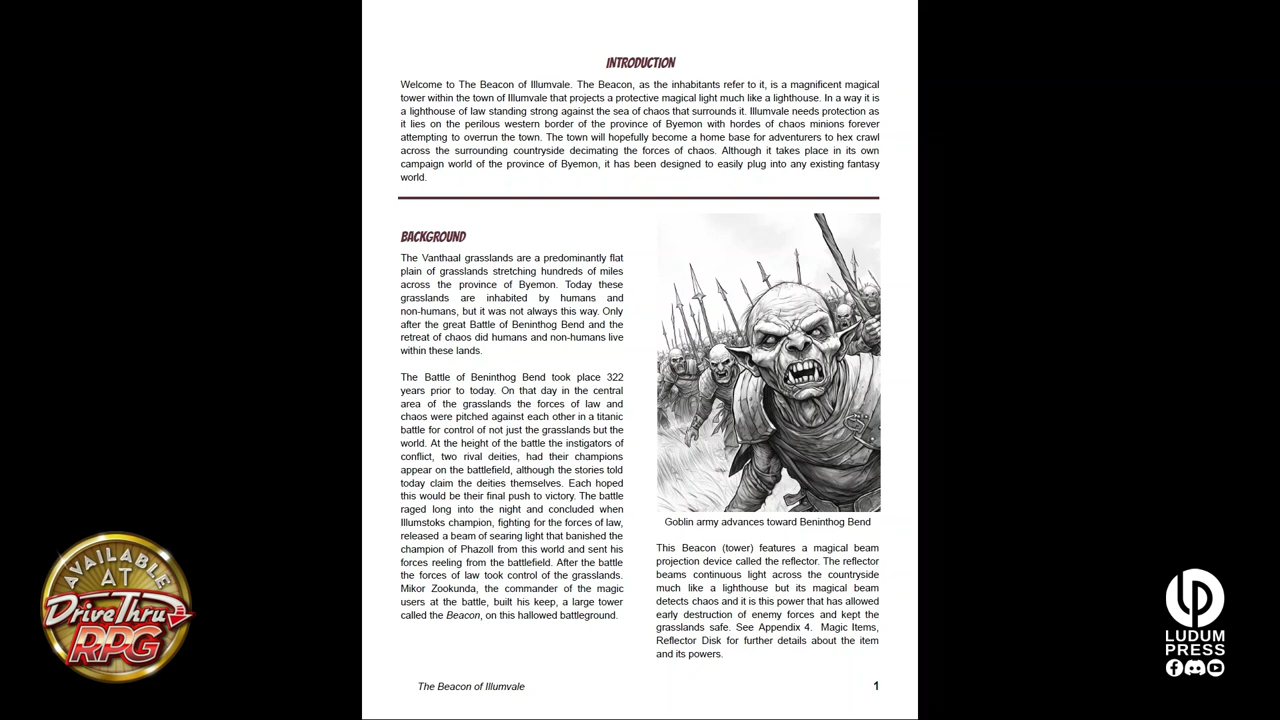 INTRODUCTION
Welcome to The Beacon of Illumvale. The Beacon, as the inhabitants refer to it, is a magnificent magical
tower within the town of Illumvale that projects a protective magical light much like a lighthouse. In a way it is
a lighthouse of law standing strong against the sea of chaos that surrounds it. Illumvale needs protection as
it lies on the perilous western border of the province of Byemon with hordes of chaos minions forever
attempting to overrun the town. The town will hopefully become a home base for adventurers to hex crawl
across the surrounding countryside decimating the forces of chaos. Although it takes place in its own
campaign world of the province of Byemon, it has been designed to easily plug into any existing fantasy
world.
BACKGROUND
The Vanthaal grasslands are a predominantly flat
plain of grasslands stretching hundreds of miles
across the province of Byemon. Today these
grasslands are inhabited by humans and
non-humans, but it was not always this way. Only
after the great Battle of Beninthog Bend and the
retreat of chaos did humans and non-humans live
within these lands.
The Battle of Beninthog Bend took place 322
years prior to today. On that day in the central
area of the grasslands the forces of law and
chaos were pitched against each other in a titanic
battle for control of not just the grasslands but the
world. At the height of the battle the instigators of
conflict, two rival deities, had their champions
appear on the battlefield, although the stories told
today claim the deities themselves. Each hoped
this would be their final push to victory. The battle
raged long into the night and concluded when
Illumstoks champion, fighting for the forces of law,
released a beam of searing light that banished the
champion of Phazoll from this world and sent his
forces reeling from the battlefield. After the battle
the forces of law took control of the grasslands.
Mikor Zookunda, the commander of the magic
users at the battle, built his keep, a large tower
called the Beacon, on this hallowed battleground.
Goblin army advances toward Beninthog Bend
This Beacon (tower) features a magical beam
projection device called the reflector. The reflector
beams continuous light across the countryside
much like a lighthouse but its magical beam
detects chaos and it is this power that has allowed
early destruction of enemy forces and kept the
grasslands safe. See Appendix 4. Magic Items,
Reflector Disk for further details about the item
and its powers.
The Beacon of Illumvale
1
AVAILABLE
AT
DriveThru
RPG
LUDUM
PRESS